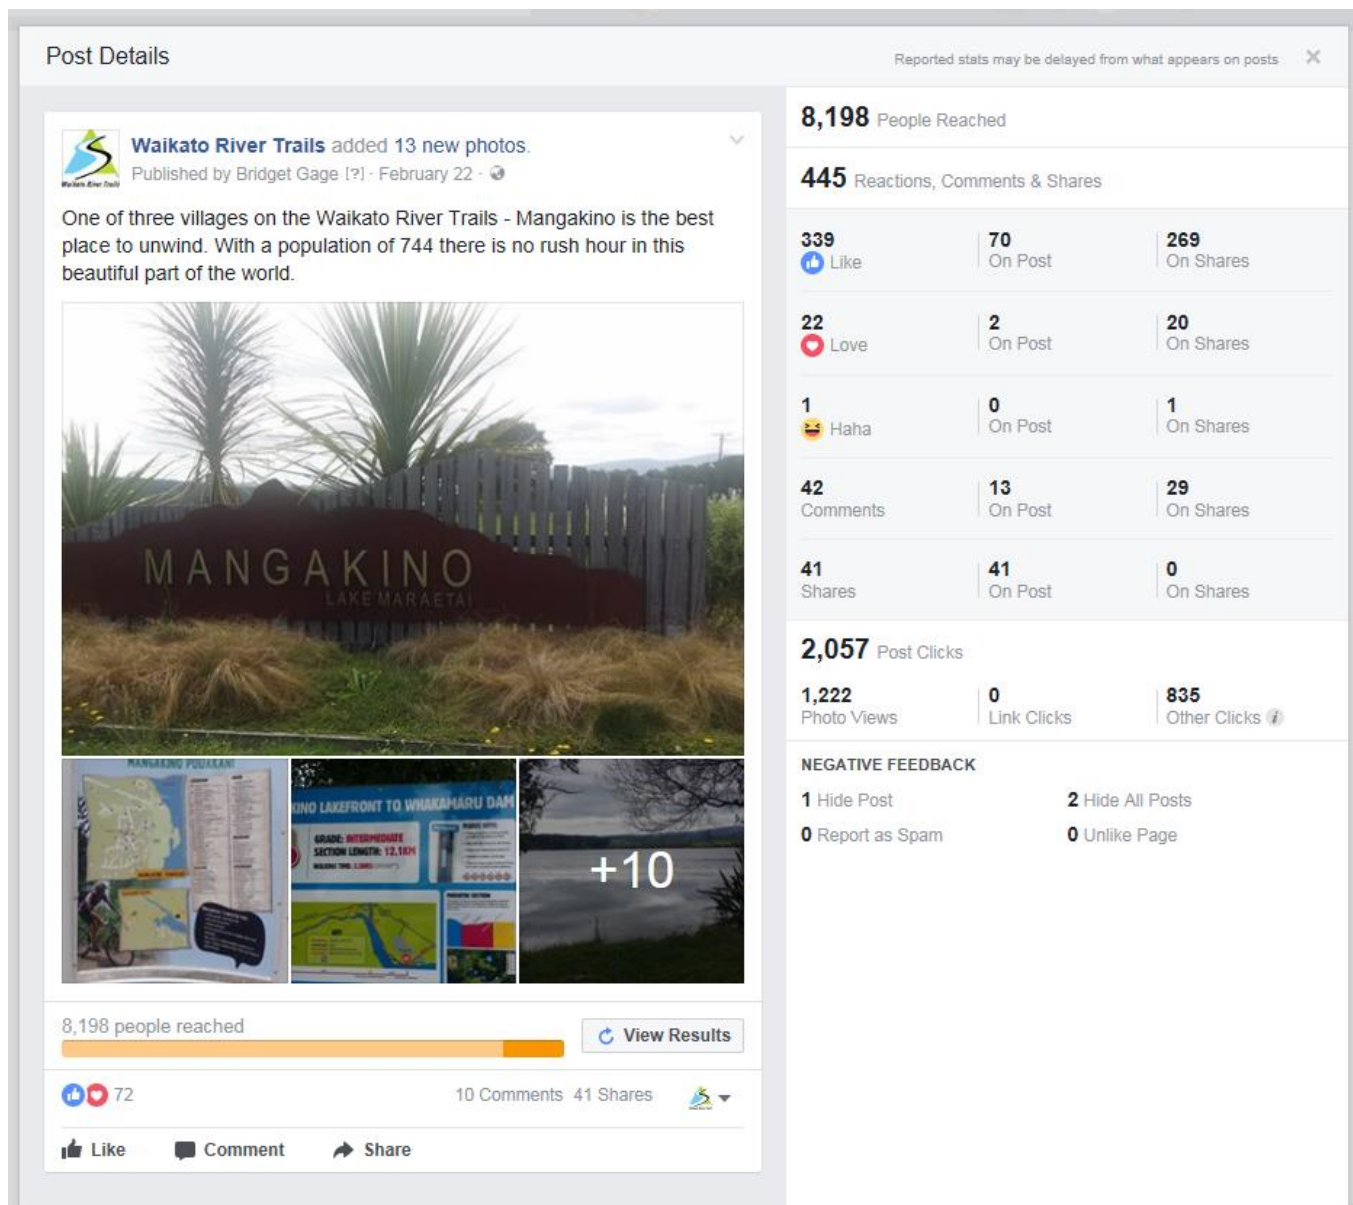 Post Details
Reported stats may be delayed from what appears on posts
Waikato River Trails added 13 new photos.
Published by Bridget Gage [?] · February 22 ·
Waikato River Trails
One of three villages on the Waikato River Trails - Mangakino is the best
place to unwind. With a population of 744 there is no rush hour in this
beautiful part of the world.
MANGAKINO
LAKE MARAETAI
MANGAKINO POUAKANI
KINO LAKEFRONT TO WHAKAMARU DAM
GRADE: INTERMEDIATE
SECTION LENGTH: 12.1KM
+10
8,198 people reached
View Results
72
10 Comments 41 Shares
Like Comment Share
8,198 People Reached
445 Reactions, Comments & Shares
339 70 269
Like On Post On Shares
22 2 20
Love On Post On Shares
1 0 1
Haha On Post On Shares
42 13 29
Comments On Post On Shares
41 41 0
Shares On Post On Shares
2,057 Post Clicks
1,222 0 835
Photo Views Link Clicks Other Clicks i
NEGATIVE FEEDBACK
1 Hide Post 2 Hide All Posts
0 Report as Spam 0 Unlike Page